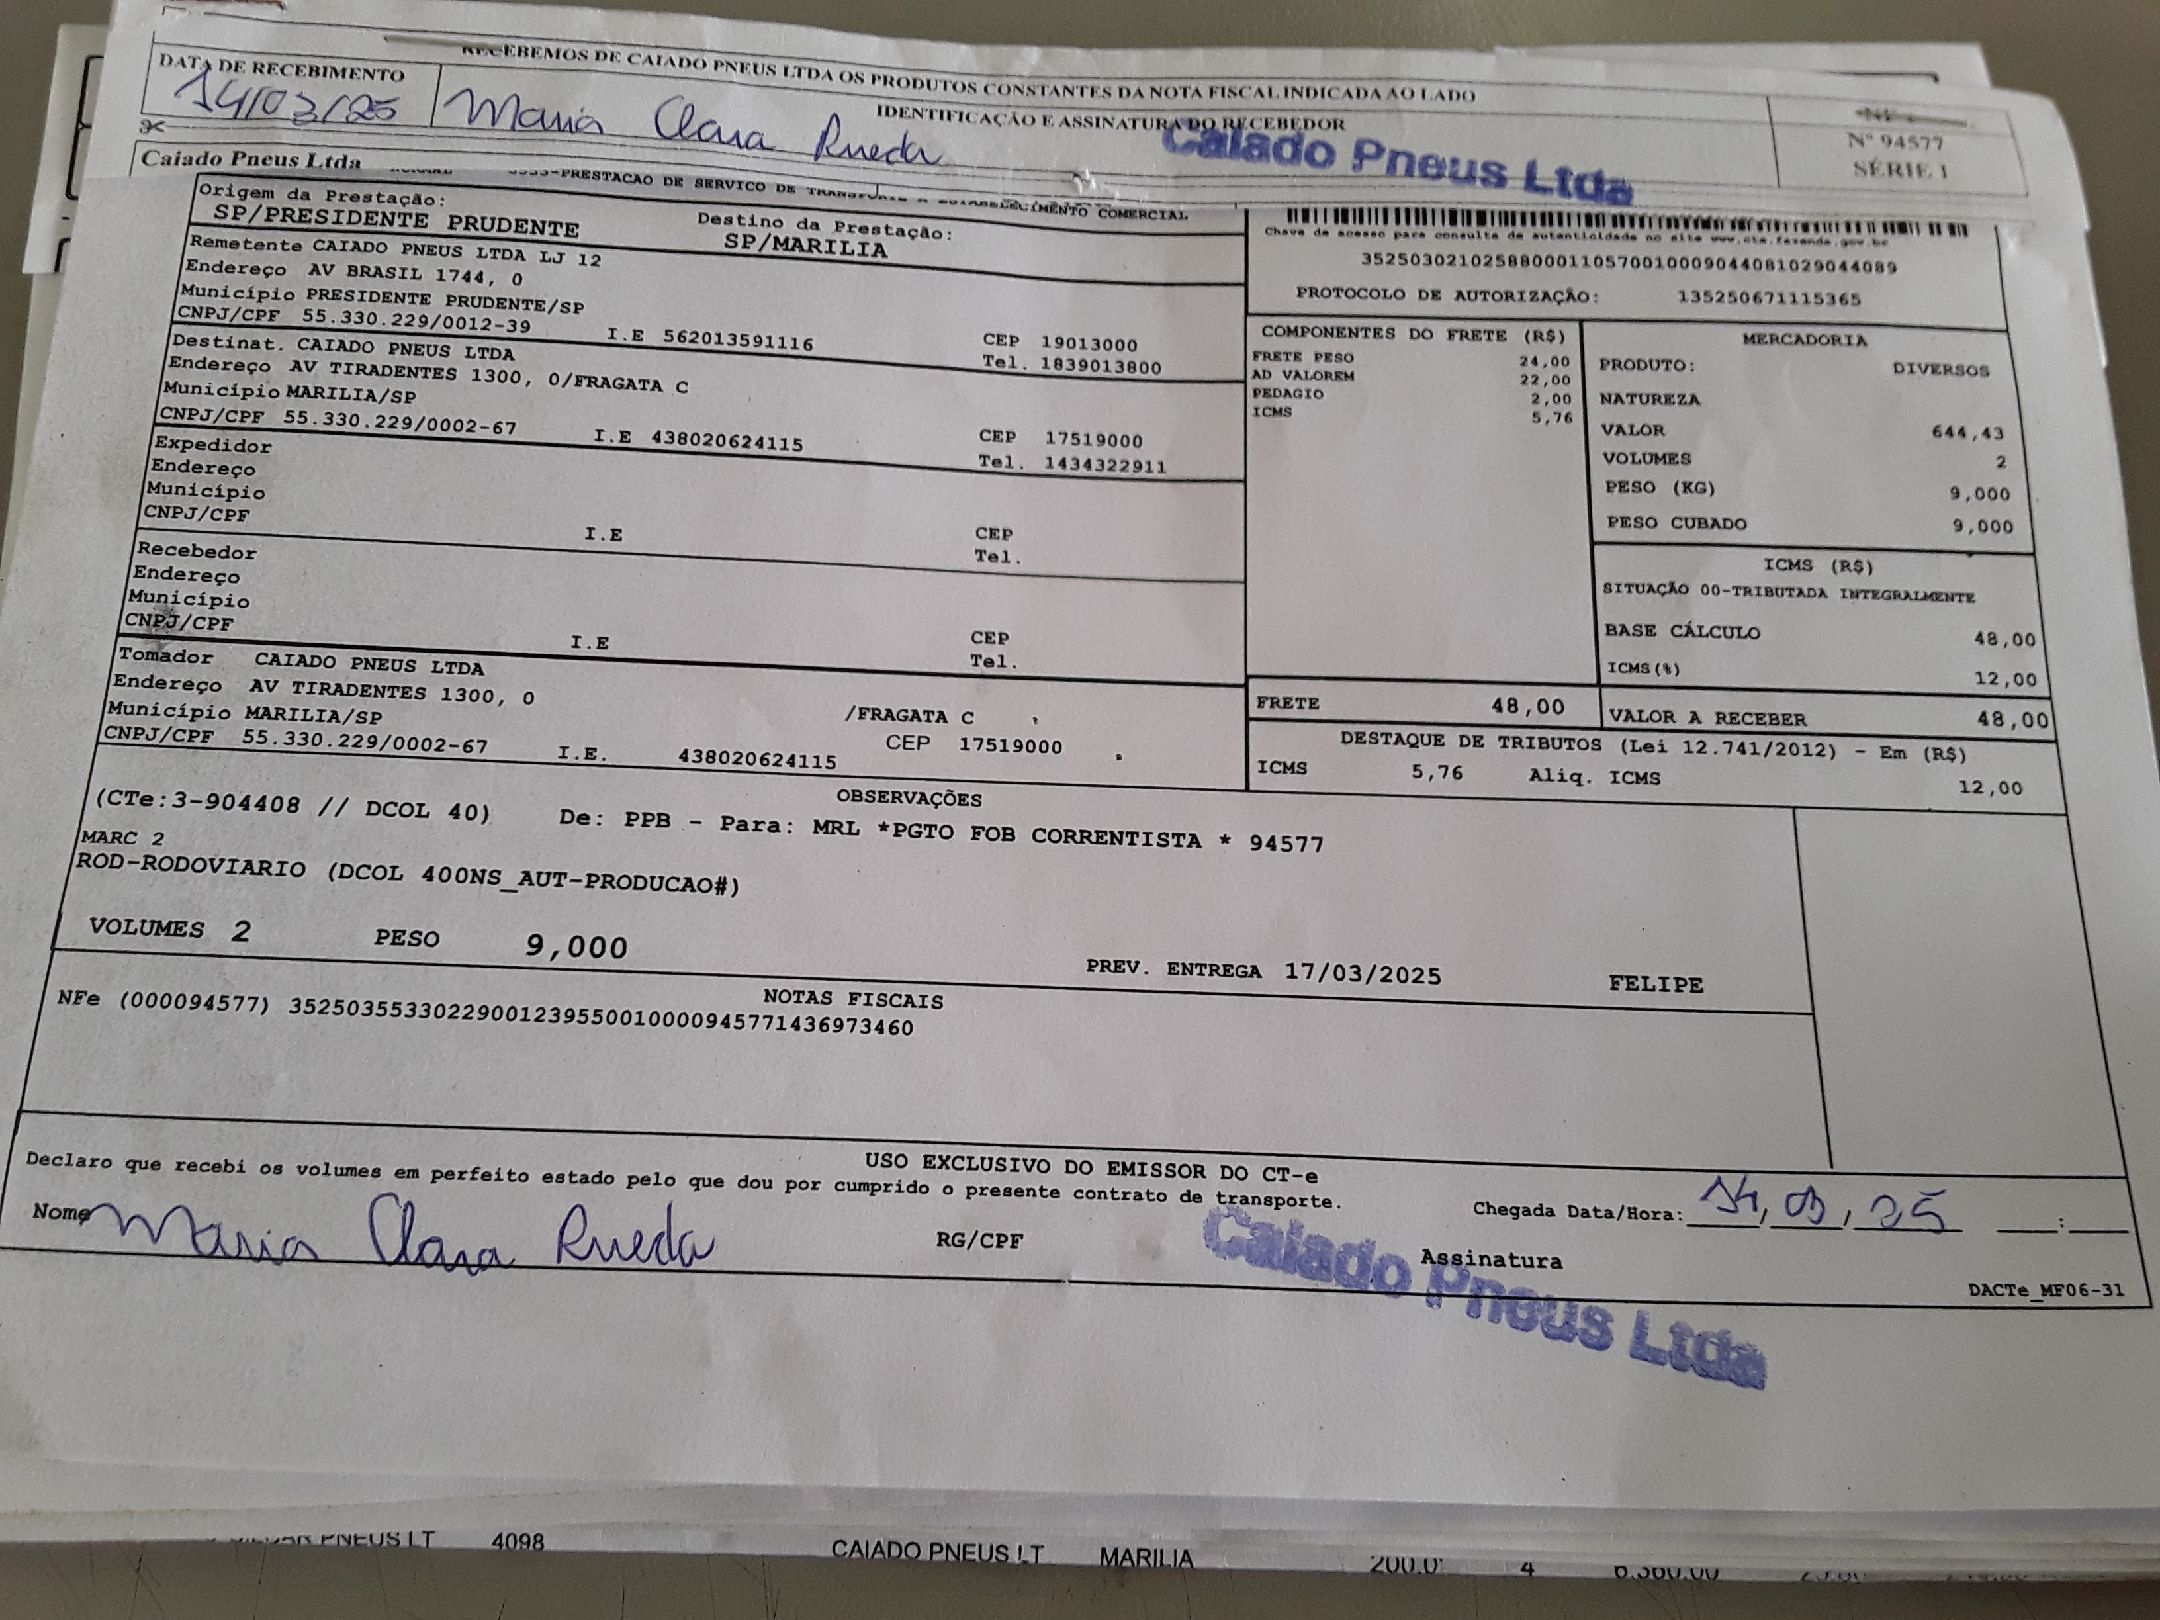 RECEBEMOS DE CAIADO PNEUS LTDA OS PRODUTOS CONSTANTES DA NOTA FISCAL INDICADA AO LADO
DATA DE RECEBIMENTO
14/03/25
IDENTIFICAÇÃO E ASSINATURA DO RECEBEDOR
Maria Clara Rueda
Caiado Pneus Ltda
Nº 94577
SÉRIE 1
Caiado Pneus Ltda
PRESTACAO DE SERVICO DE TRANSPORTE A ESTABELECIMENTO COMERCIAL
Origem da Prestação:
SP/PRESIDENTE PRUDENTE
Destino da Prestação:
SP/MARILIA
Remetente CAIADO PNEUS LTDA LJ 12
Endereço AV BRASIL 1744, 0
Município PRESIDENTE PRUDENTE/SP
CNPJ/CPF 55.330.229/0012-39 I.E 562013591116 CEP 19013000
Tel. 1839013800
Destinat. CAIADO PNEUS LTDA
Endereço AV TIRADENTES 1300, 0/FRAGATA C
Município MARILIA/SP
CNPJ/CPF 55.330.229/0002-67 I.E 438020624115 CEP 17519000
Tel. 1434322911
Expedidor
Endereço
Município
CNPJ/CPF I.E CEP
Tel.
Recebedor
Endereço
Município
CNPJ/CPF I.E CEP
Tel.
Tomador CAIADO PNEUS LTDA
Endereço AV TIRADENTES 1300, 0 /FRAGATA C
Município MARILIA/SP CEP 17519000
CNPJ/CPF 55.330.229/0002-67 I.E. 438020624115
Chave de acesso para consulta de autenticidade no site www.cte.fazenda.gov.br
35250302102588000110570010009044081029044089
PROTOCOLO DE AUTORIZAÇÃO: 135250671115365
COMPONENTES DO FRETE (R$)
FRETE PESO 24,00
AD VALOREM 22,00
PEDAGIO 2,00
ICMS 5,76
MERCADORIA
PRODUTO: DIVERSOS
NATUREZA
VALOR 644,43
VOLUMES 2
PESO (KG) 9,000
PESO CUBADO 9,000
ICMS (R$)
SITUAÇÃO 00-TRIBUTADA INTEGRALMENTE
BASE CÁLCULO 48,00
ICMS(%) 12,00
FRETE 48,00
VALOR A RECEBER 48,00
DESTAQUE DE TRIBUTOS (Lei 12.741/2012) - Em (R$)
ICMS 5,76 Aliq. ICMS 12,00
OBSERVAÇÕES
(CTe:3-904408 // DCOL 40) De: PPB - Para: MRL *PGTO FOB CORRENTISTA * 94577
MARC 2
ROD-RODOVIARIO (DCOL 400NS_AUT-PRODUCAO#)
VOLUMES 2 PESO 9,000 PREV. ENTREGA 17/03/2025 FELIPE
NOTAS FISCAIS
NFe (000094577) 35250355330229001239550010000945771436973460
USO EXCLUSIVO DO EMISSOR DO CT-e
Declaro que recebi os volumes em perfeito estado pelo que dou por cumprido o presente contrato de transporte.
Chegada Data/Hora: 14, 03, 25 :
Nome Maria Clara Rueda RG/CPF Assinatura
Caiado Pneus Ltda
DACTe_MF06-31
PNEUS LT 4098 CAIADO PNEUS LT MARILIA 4